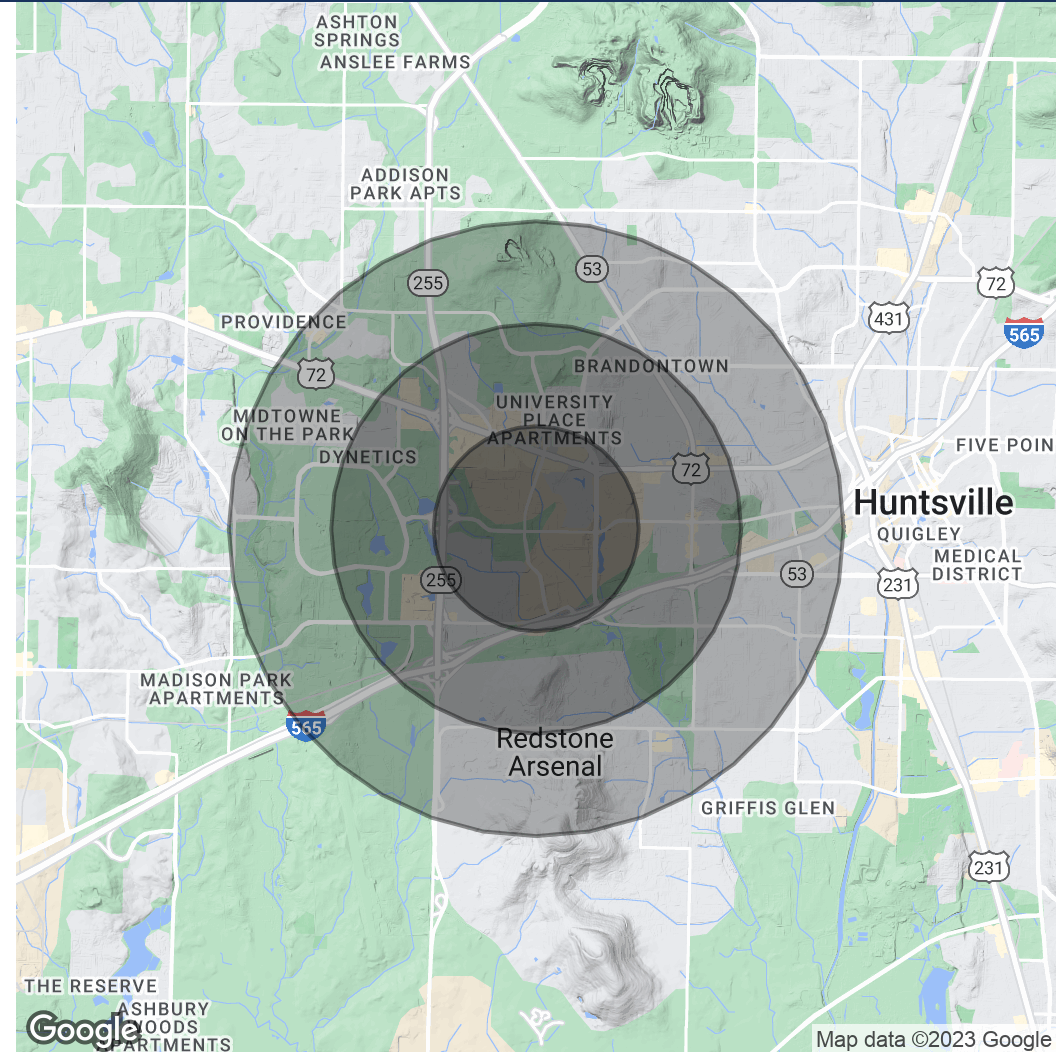 ASHTON
SPRINGS
ANSLEE FARMS
ADDISON
PARK APTS
53
255
72
431
565
PROVIDENCE
72
BRANDONTOWN
UNIVERSITY
PLACE
APARTMENTS
MIDTOWNE
ON THE PARK
DYNETICS
72
FIVE POIN
Huntsville
QUIGLEY
MEDICAL
DISTRICT
255
53
231
MADISON PARK
APARTMENTS
565
Redstone
Arsenal
GRIFFIS GLEN
231
THE RESERVE
ASHBURY
WOODS
APARTMENTS
Google
Map data ©2023 Google